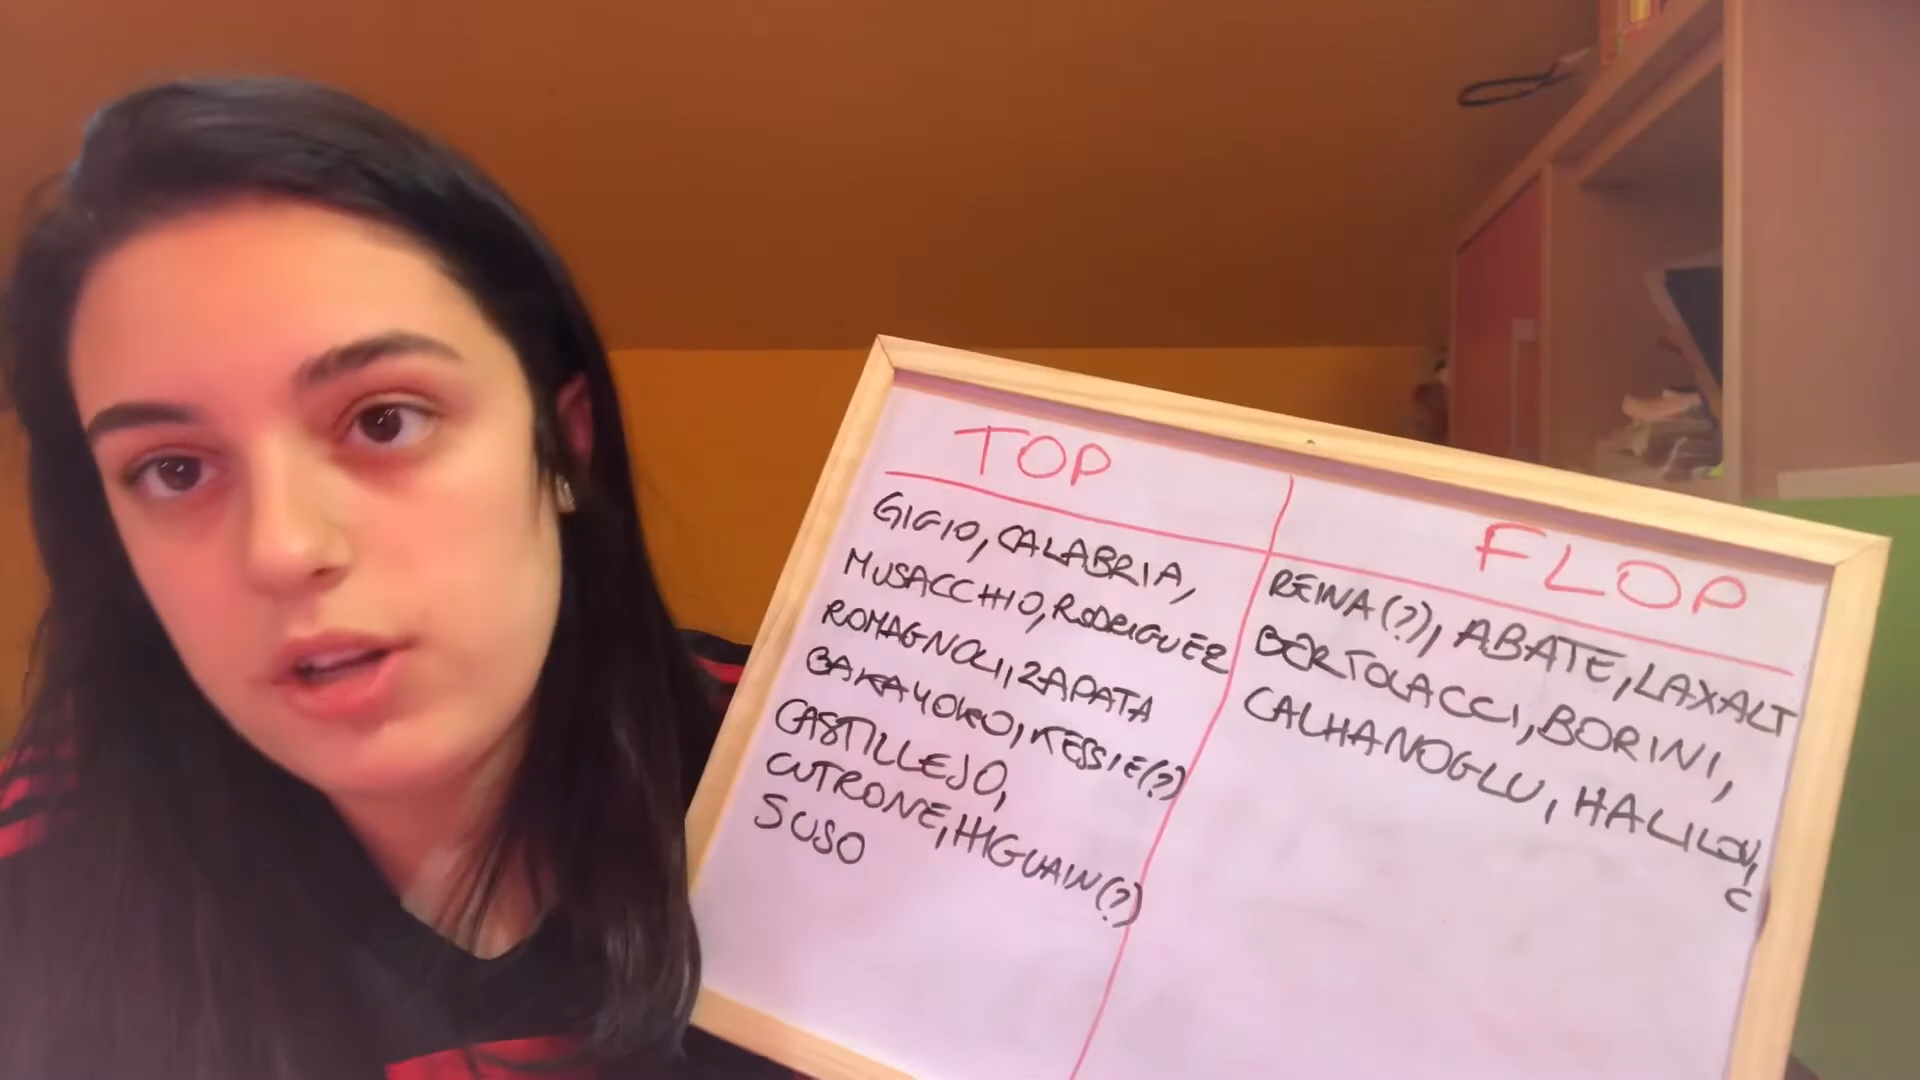 TOP
GIGIO, CALABRIA,
MUSACCHIO, RODRIGUEZ
ROMAGNOLI, ZAPATA
BAKAYOKO, KESSIE(?)
CASTILLEJO,
CUTRONE, HIGUAIN(?)
SUSO
FLOP
REINA(?), ABATE, LAXALT
BERTOLACCI, BORINI,
CALHANOGLU, HALILOV,
C